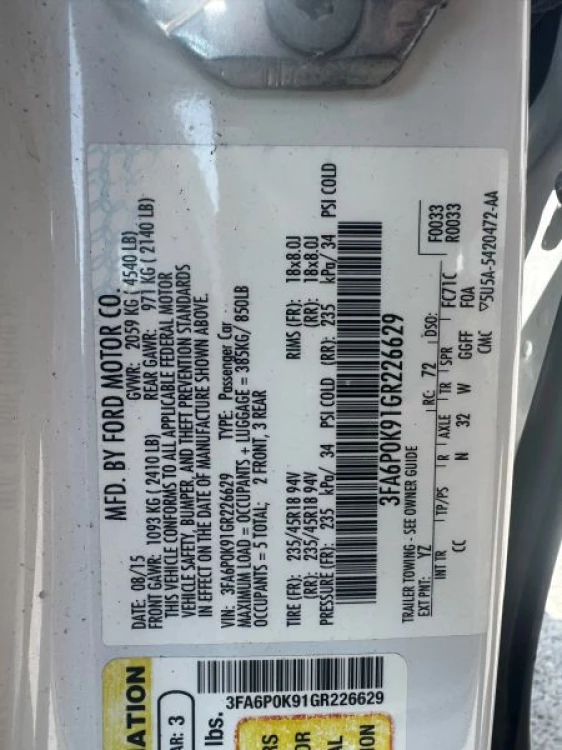 MFD. BY FORD MOTOR CO.
DATE: 08/15 GVWR: 2059 KG (4540 LB)
FRONT GAWR: 1093 KG (2410 LB) REAR GAWR: 971 KG (2140 LB)
THIS VEHICLE CONFORMS TO ALL APPLICABLE FEDERAL MOTOR
VEHICLE SAFETY, BUMPER, AND THEFT PREVENTION STANDARDS
IN EFFECT ON THE DATE OF MANUFACTURE SHOWN ABOVE.
VIN: 3FA6P0K91GR226629 TYPE: Passenger Car
MAXIMUM LOAD = OCCUPANTS + LUGGAGE = 385KG/ 850LB
OCCUPANTS = 5 TOTAL; 2 FRONT, 3 REAR
TIRE (FR): 235/45R18 94V RIMS (FR): 18x8.0J
(RR): 235/45R18 94V (RR): 18x8.0J
PRESSURE (FR): 235 kPa/ 34 PSI COLD (RR): 235 kPa/ 34 PSI COLD
3FA6P0K91GR226629
TRAILER TOWING - SEE OWNER GUIDE
EXT PNT: YZ RC: 72 DSO: F0033
INT TR TP/PS R AXLE TR SPR FC71C R0033
CC N 32 W GGFF F0A
CMC ▽5U5A-5420472-AA
3FA6P0K91GR226629
AR: 3
lbs.